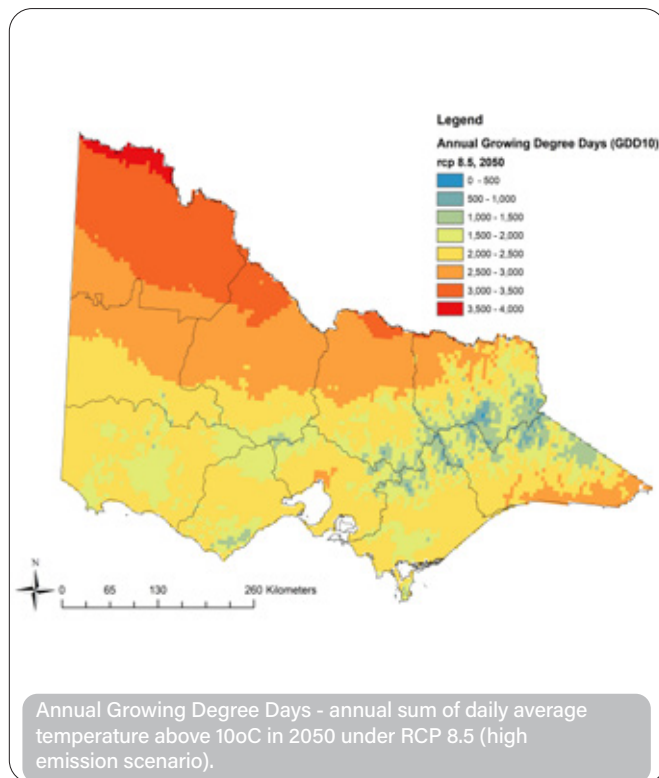 Legend
Annual Growing Degree Days (GDD10)
rcp 8.5, 2050
0 - 500
500 - 1,000
1,000 - 1,500
1,500 - 2,000
2,000 - 2,500
2,500 - 3,000
3,000 - 3,500
3,500 - 4,000
N
0 65 130 260 Kilometers
Annual Growing Degree Days - annual sum of daily average
temperature above 10oC in 2050 under RCP 8.5 (high
emission scenario).